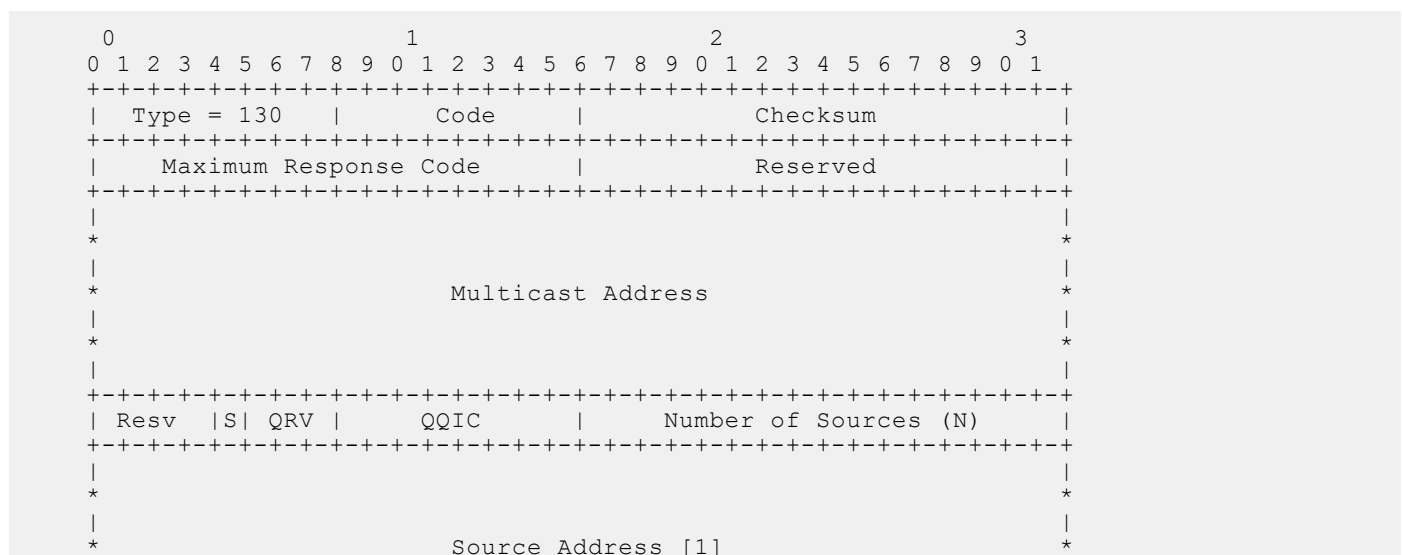 0                   1                   2                   3
0 1 2 3 4 5 6 7 8 9 0 1 2 3 4 5 6 7 8 9 0 1 2 3 4 5 6 7 8 9 0 1
+-+-+-+-+-+-+-+-+-+-+-+-+-+-+-+-+-+-+-+-+-+-+-+-+-+-+-+-+-+-+-+-+
|  Type = 130   |      Code     |           Checksum            |
+-+-+-+-+-+-+-+-+-+-+-+-+-+-+-+-+-+-+-+-+-+-+-+-+-+-+-+-+-+-+-+-+
|    Maximum Response Code      |           Reserved            |
+-+-+-+-+-+-+-+-+-+-+-+-+-+-+-+-+-+-+-+-+-+-+-+-+-+-+-+-+-+-+-+-+
|                                                               |
*                                                               *
|                                                               |
*                       Multicast Address                       *
|                                                               |
*                                                               *
|                                                               |
+-+-+-+-+-+-+-+-+-+-+-+-+-+-+-+-+-+-+-+-+-+-+-+-+-+-+-+-+-+-+-+-+
| Resv  |S| QRV |     QQIC      |     Number of Sources (N)     |
+-+-+-+-+-+-+-+-+-+-+-+-+-+-+-+-+-+-+-+-+-+-+-+-+-+-+-+-+-+-+-+-+
|                                                               |
*                                                               *
|                                                               |
*                       Source Address [1]                      *